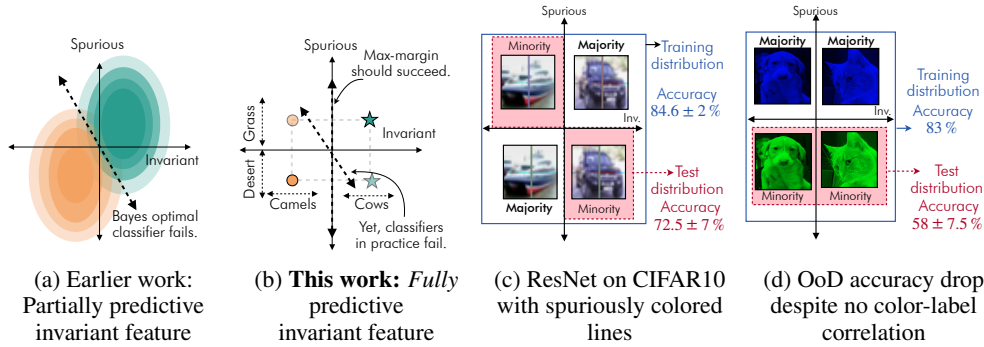 Spurious
Invariant
Bayes optimal
classifier fails.
(a) Earlier work:
Partially predictive
invariant feature
Spurious
Max-margin
should succeed.
Grass
Invariant
Desert
Camels
Cows
Yet, classifiers
in practice fail.
(b) This work: Fully
predictive
invariant feature
Spurious
Minority
Majority
Training
distribution
Accuracy
84.6 ± 2 %
Inv.
Test
distribution
Accuracy
72.5 ± 7 %
Majority
Minority
(c) ResNet on CIFAR10
with spuriously colored
lines
Spurious
Majority
Majority
Training
distribution
Accuracy
83 %
Inv.
Minority
Minority
Test
distribution
Accuracy
58 ± 7.5 %
(d) OoD accuracy drop
despite no color-label
correlation